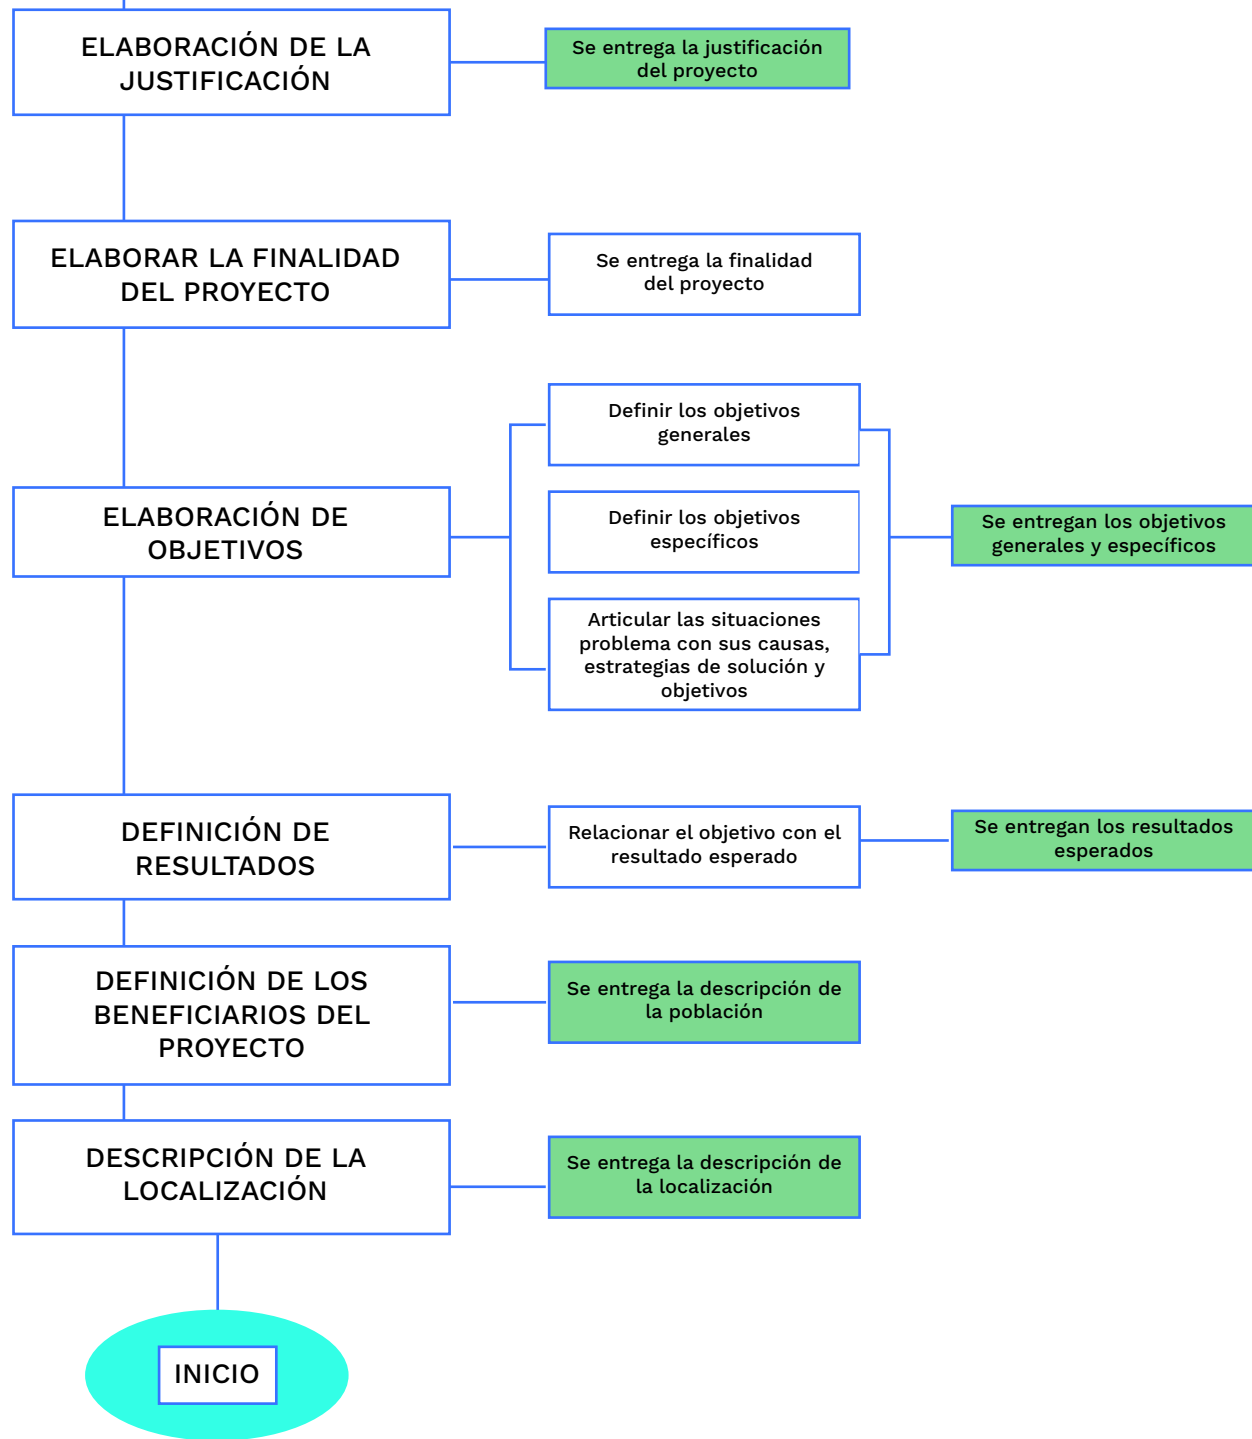 ELABORACIÓN DE LA
JUSTIFICACIÓN
Se entrega la justificación
del proyecto
ELABORAR LA FINALIDAD
DEL PROYECTO
Se entrega la finalidad
del proyecto
ELABORACIÓN DE
OBJETIVOS
Definir los objetivos
generales
Definir los objetivos
específicos
Articular las situaciones
problema con sus causas,
estrategias de solución y
objetivos
Se entregan los objetivos
generales y específicos
DEFINICIÓN DE
RESULTADOS
Relacionar el objetivo con el
resultado esperado
Se entregan los resultados
esperados
DEFINICIÓN DE LOS
BENEFICIARIOS DEL
PROYECTO
Se entrega la descripción de
la población
DESCRIPCIÓN DE LA
LOCALIZACIÓN
Se entrega la descripción de
la localización
INICIO